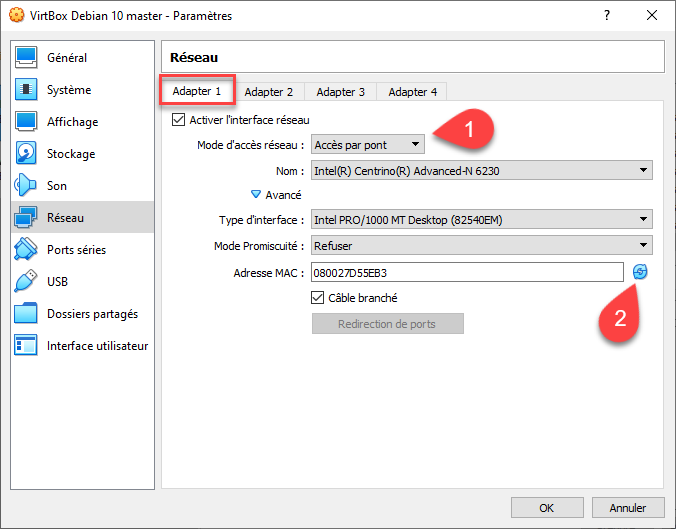 VirtBox Debian 10 master - Paramètres
Général
Système
Affichage
Stockage
Son
Réseau
Ports séries
USB
Dossiers partagés
Interface utilisateur
Réseau
Adapter 1 Adapter 2 Adapter 3 Adapter 4
Activer l'interface réseau
Mode d'accès réseau : Accès par pont
1
Nom : Intel(R) Centrino(R) Advanced-N 6230
Avancé
Type d'interface : Intel PRO/1000 MT Desktop (82540EM)
Mode Promiscuité : Refuser
Adresse MAC : 080027D55EB3
2
Câble branché
Redirection de ports
OK Annuler